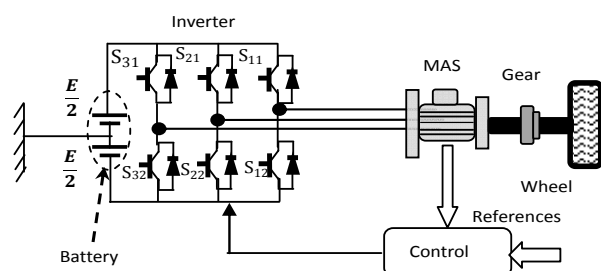 Inverter
S31
S21
S11
MAS
Gear
E/2
E/2
S32
S22
S12
Wheel
References
Battery
Control